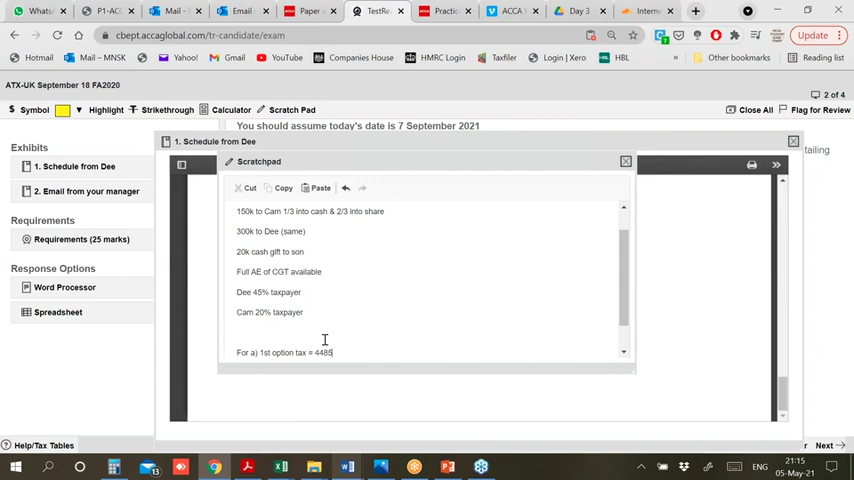 WhatsA
P1-ACC
Mail - M
Email -
Paper a
TestRe
Practic
ACCA P
Day 3
Intern
cbept.accaglobal.com/tr-candidate/exam
Update
DEE
Mail – MNSK
Yahoo!
Gmail
YouTube
Companies House
HMRC Login
Taxfiler
Login | Xero
HBL
»
Other bookmarks
Reading list
ATX-UK September 18 FA2020
2 of 4
$ Symbol
Highlight
Strikethrough
Calculator
Scratch Pad
Close All
Flag for Review
You should assume today's date is 7 September 2021
Exhibits
1. Schedule from Dee
2. Email from your manager
Requirements
Requirements (25 marks)
Response Options
Word Processor
Spreadsheet
1. Schedule from Dee
tailing
Scratchpad
Cut
Copy
Paste
150k to Cam 1/3 into cash & 2/3 into share
300k to Dee (same)
20k cash gift to son
Full AE of CGT available
Dee 45% taxpayer
Cam 20% taxpayer
For a) 1st option tax = 4485
Help/Tax Tables
r
Next
13
ENG
21:15
05-May-21